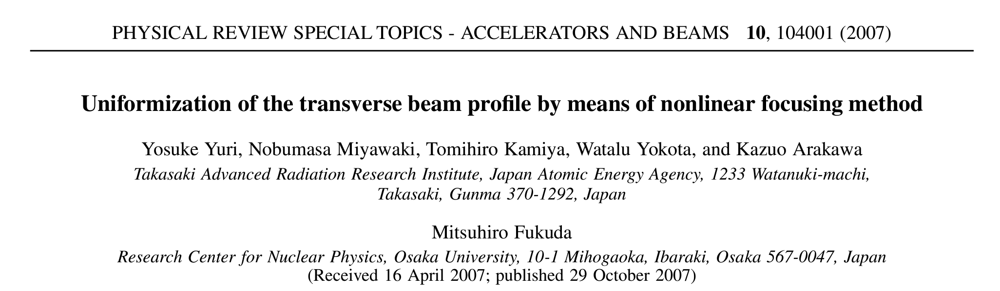 PHYSICAL REVIEW SPECIAL TOPICS - ACCELERATORS AND BEAMS 10, 104001 (2007)
Uniformization of the transverse beam profile by means of nonlinear focusing method
Yosuke Yuri, Nobumasa Miyawaki, Tomihiro Kamiya, Watalu Yokota, and Kazuo Arakawa
Takasaki Advanced Radiation Research Institute, Japan Atomic Energy Agency, 1233 Watanuki-machi,
Takasaki, Gunma 370-1292, Japan
Mitsuhiro Fukuda
Research Center for Nuclear Physics, Osaka University, 10-1 Mihogaoka, Ibaraki, Osaka 567-0047, Japan
(Received 16 April 2007; published 29 October 2007)